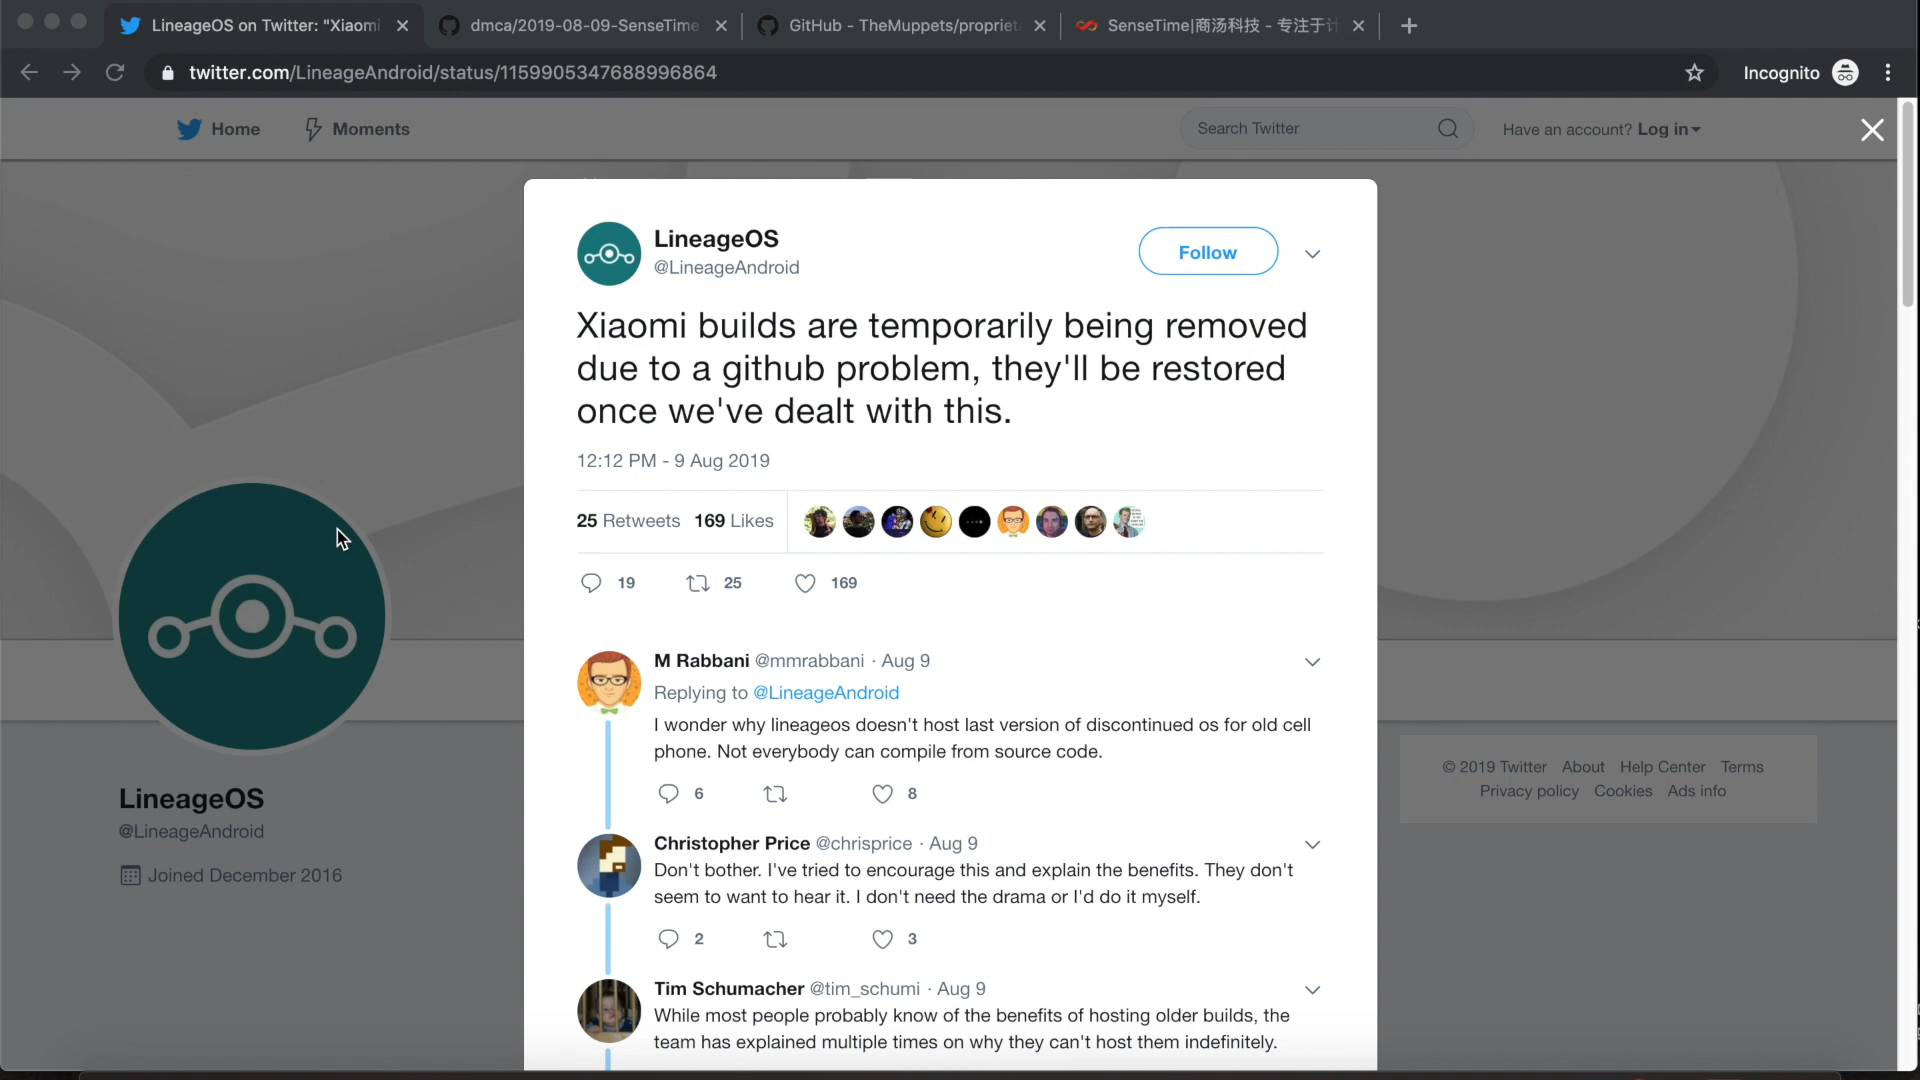 LineageOS on Twitter: "Xiaomi
dmca/2019-08-09-SenseTime
GitHub - TheMuppets/propriet
SenseTime|商汤科技 - 专注于计
twitter.com/LineageAndroid/status/1159905347688996864
Incognito
Home
Moments
Search Twitter
Have an account? Log in
LineageOS
@LineageAndroid
Follow
Xiaomi builds are temporarily being removed
due to a github problem, they'll be restored
once we've dealt with this.
12:12 PM - 9 Aug 2019
25 Retweets 169 Likes
19 25 169
M Rabbani @mmrabbani · Aug 9
Replying to @LineageAndroid
I wonder why lineageos doesn't host last version of discontinued os for old cell
phone. Not everybody can compile from source code.
6 8
Christopher Price @chrisprice · Aug 9
Don't bother. I've tried to encourage this and explain the benefits. They don't
seem to want to hear it. I don't need the drama or I'd do it myself.
2 3
Tim Schumacher @tim_schumi · Aug 9
While most people probably know of the benefits of hosting older builds, the
team has explained multiple times on why they can't host them indefinitely.
LineageOS
@LineageAndroid
Joined December 2016
© 2019 Twitter About Help Center Terms
Privacy policy Cookies Ads info